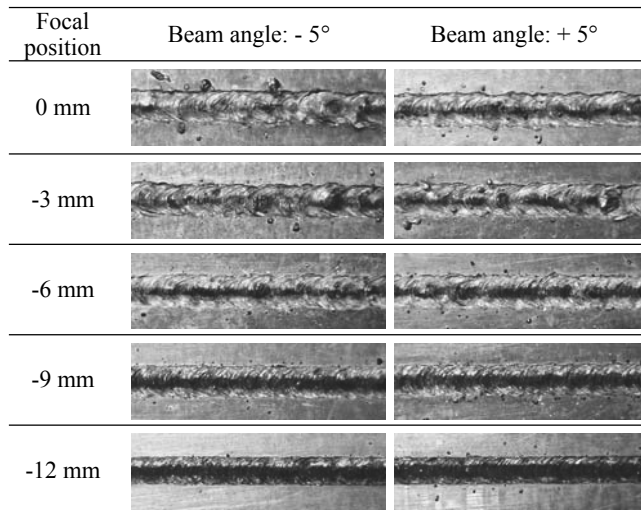 Focal
position
Beam angle: - 5°
Beam angle: + 5°
0 mm
-3 mm
-6 mm
-9 mm
-12 mm